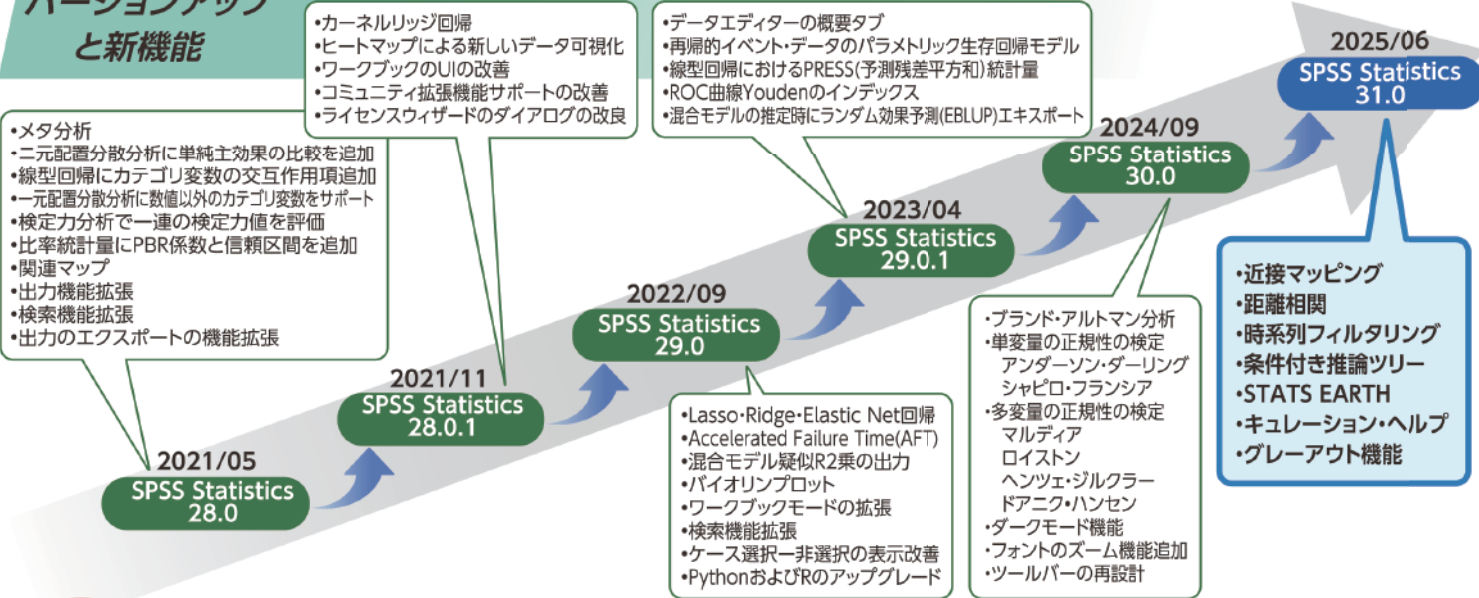 バージョンアップ
と新機能
2021/05
SPSS Statistics
28.0
・メタ分析
・二元配置分散分析に単純主効果の比較を追加
・線型回帰にカテゴリ変数の交互作用項追加
・一元配置分散分析に数値以外のカテゴリ変数をサポート
・検定力分析で一連の検定力値を評価
・比率統計量にPBR係数と信頼区間を追加
・関連マップ
・出力機能拡張
・検索機能拡張
・出力のエクスポートの機能拡張
2021/11
SPSS Statistics
28.0.1
・カーネルリッジ回帰
・ヒートマップによる新しいデータ可視化
・ワークブックのUIの改善
・コミュニティ拡張機能サポートの改善
・ライセンスウィザードのダイアログの改良
2022/09
SPSS Statistics
29.0
・Lasso・Ridge・Elastic Net回帰
・Accelerated Failure Time(AFT)
・混合モデル疑似R2乗の出力
・バイオリンプロット
・ワークブックモードの拡張
・検索機能拡張
・ケース選択ー非選択の表示改善
・PythonおよびRのアップグレード
2023/04
SPSS Statistics
29.0.1
・データエディターの概要タブ
・再帰的イベント・データのパラメトリック生存回帰モデル
・線型回帰におけるPRESS(予測残差平方和)統計量
・ROC曲線Youdenのインデックス
・混合モデルの推定時にランダム効果予測(EBLUP)エキスポート
2024/09
SPSS Statistics
30.0
・ブランド・アルトマン分析
・単変量の正規性の検定
アンダーソン・ダーリング
シャピロ・フランシア
・多変量の正規性の検定
マルディア
ロイストン
ヘンツェ・ジルクラー
ドアニク・ハンセン
・ダークモード機能
・フォントのズーム機能追加
・ツールバーの再設計
2025/06
SPSS Statistics
31.0
・近接マッピング
・距離相関
・時系列フィルタリング
・条件付き推論ツリー
・STATS EARTH
・キュレーション・ヘルプ
・グレーアウト機能